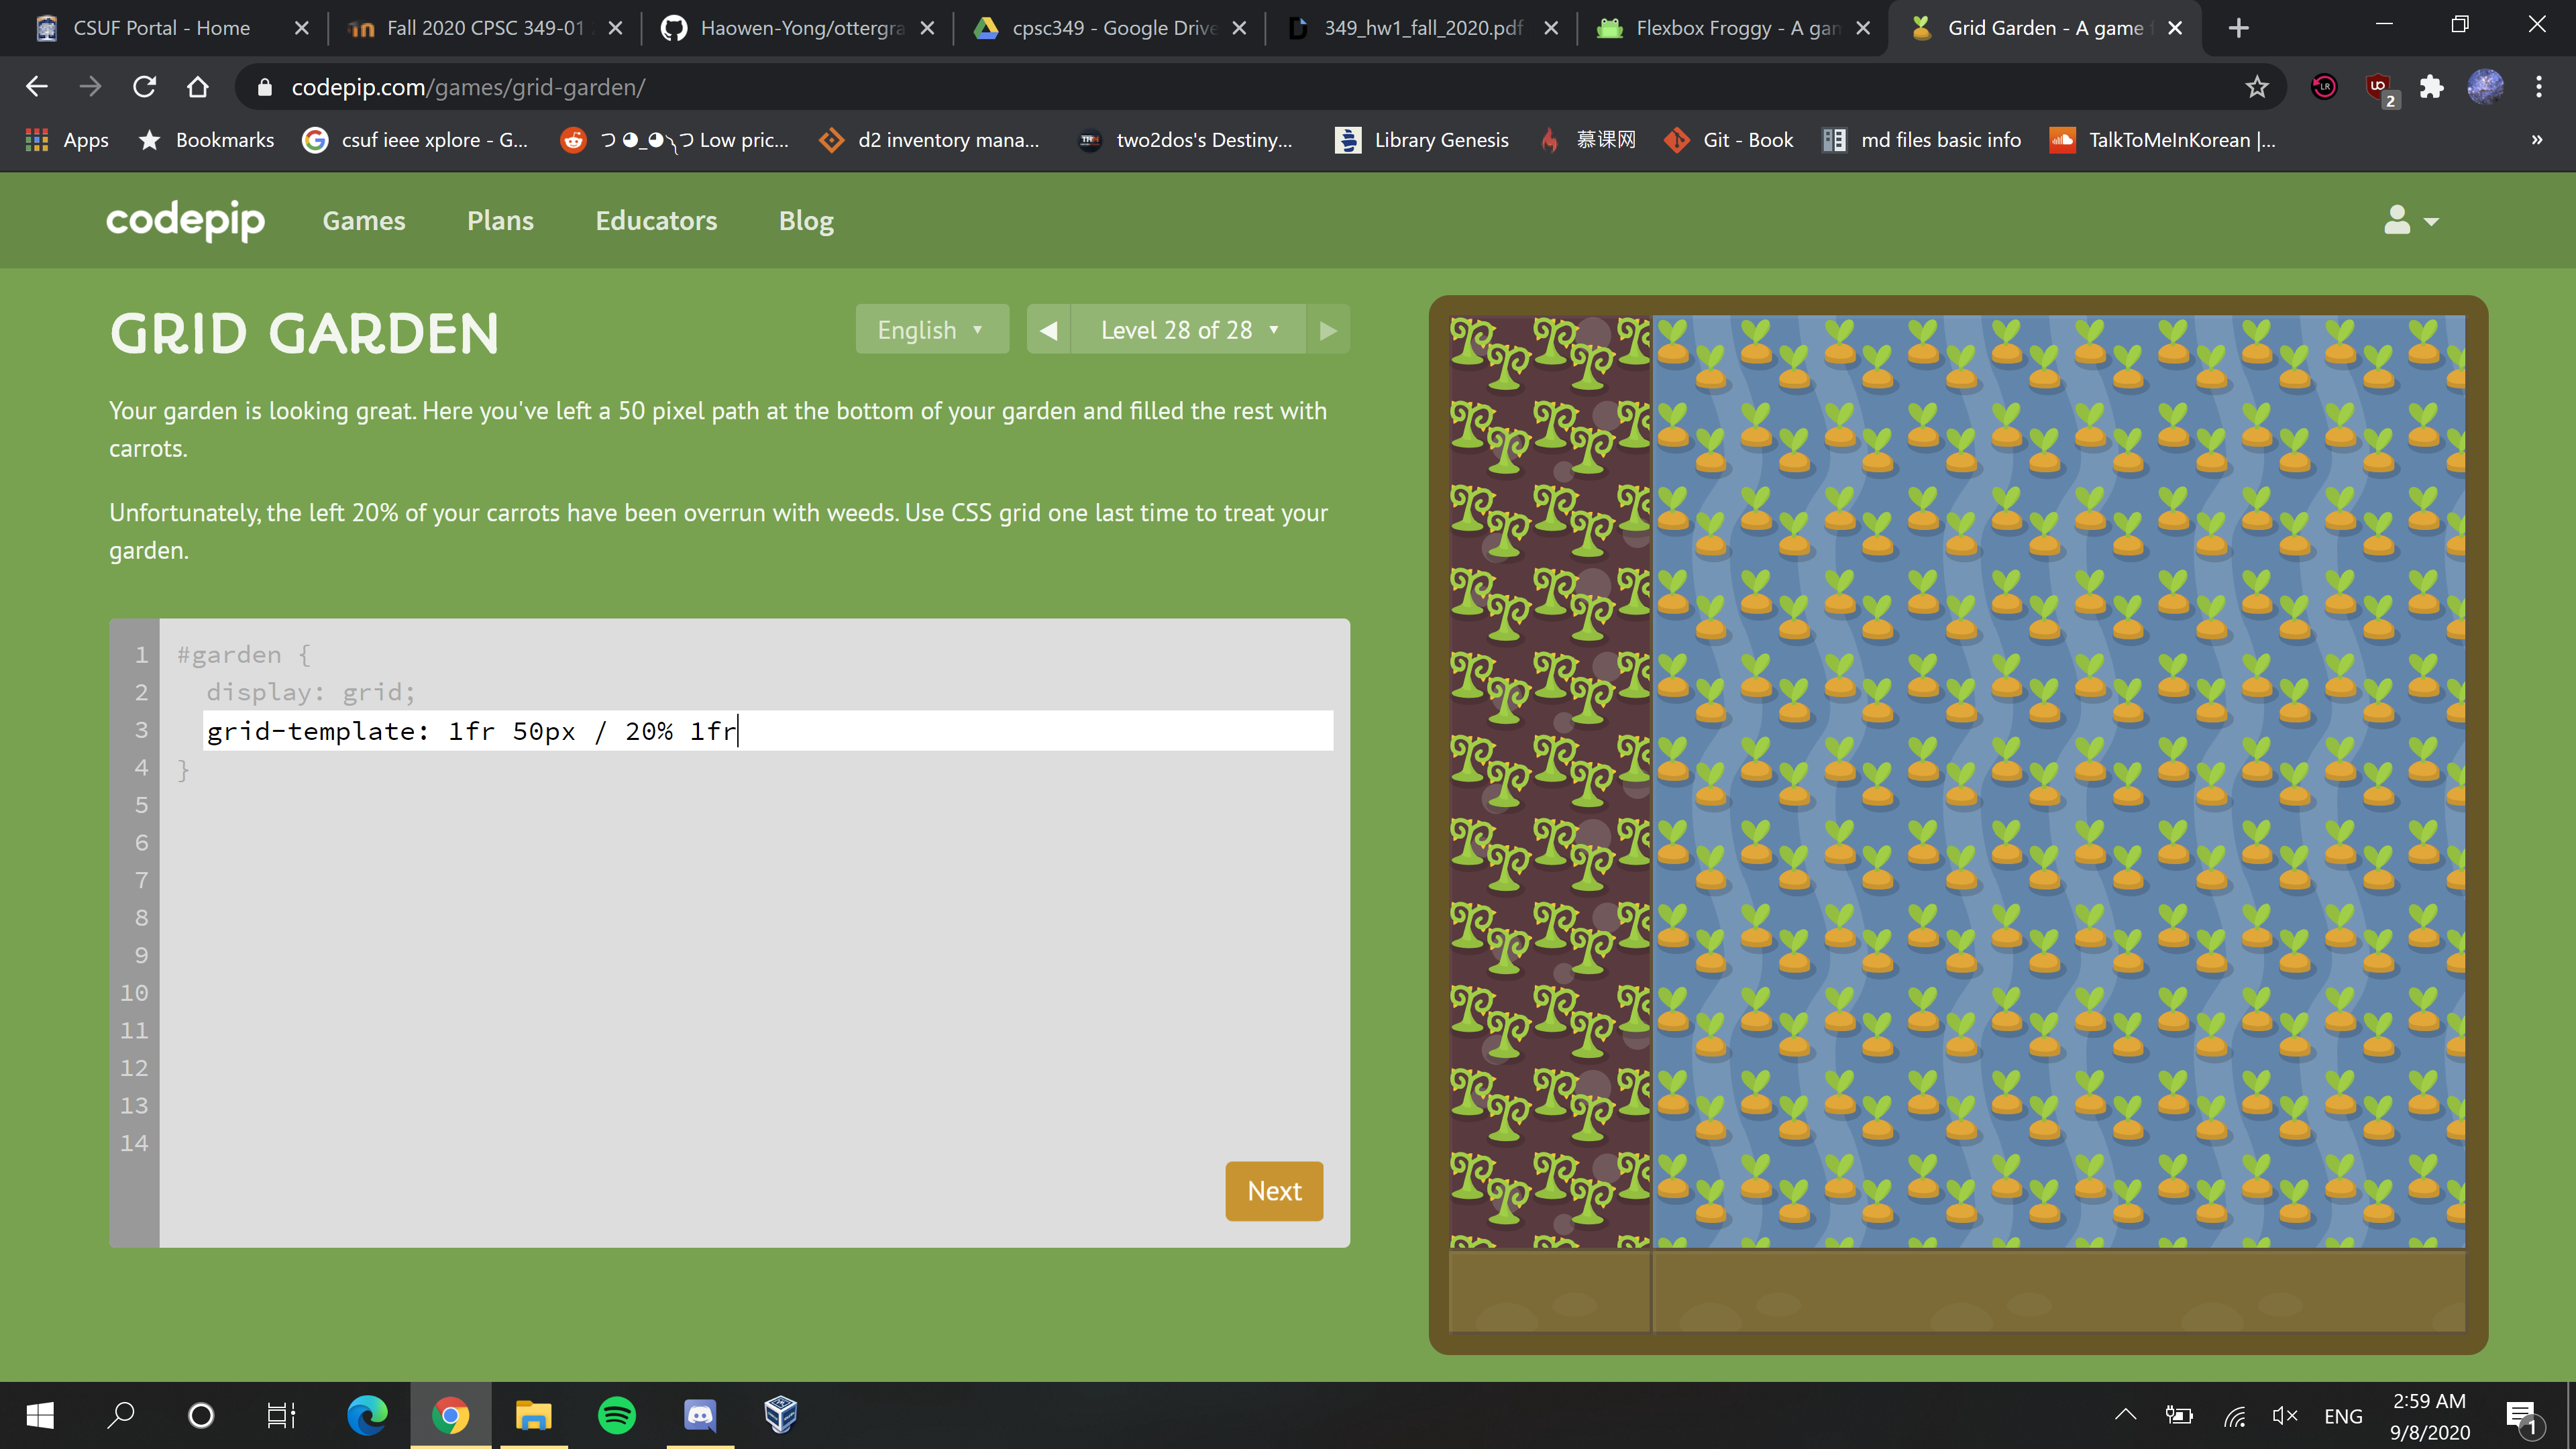 CSUF Portal - Home
Fall 2020 CPSC 349-01
Haowen-Yong/ottergra
cpsc349 - Google Drive
349_hw1_fall_2020.pdf
Flexbox Froggy - A gam
Grid Garden - A game f
codepip.com/games/grid-garden/
LR
2
Apps
Bookmarks
csuf ieee xplore - G...
Low pric...
d2 inventory mana...
two2dos's Destiny...
Library Genesis
慕课网
Git - Book
md files basic info
TalkToMeInKorean |...
»
codepip
Games
Plans
Educators
Blog
GRID GARDEN
English
Level 28 of 28
Your garden is looking great. Here you've left a 50 pixel path at the bottom of your garden and filled the rest with
carrots.
Unfortunately, the left 20% of your carrots have been overrun with weeds. Use CSS grid one last time to treat your
garden.
1 #garden {
2 display: grid;
3 grid-template: 1fr 50px / 20% 1fr
4 }
5
6
7
8
9
10
11
12
13
14
Next
ENG
2:59 AM
9/8/2020
1